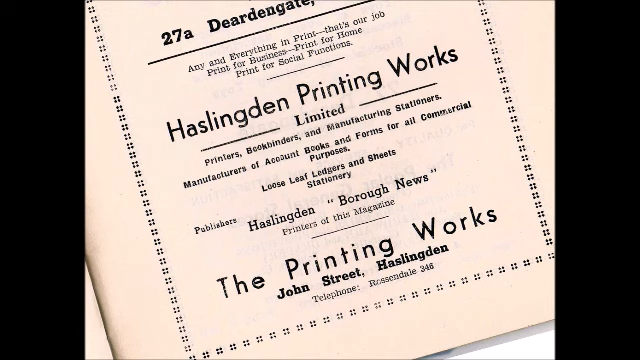 27a Deardengate,
Any and Everything in Print—that's our job
Print for Business—Print for Home
Print for Social Functions.
Haslingden Printing Works
Limited
Printers, Bookbinders, and Manufacturing Stationers.
Manufacturers of Account Books and Forms for all Commercial
Purposes.
Loose Leaf Ledgers and Sheets
Stationery
Publishers Haslingden "Borough News"
Printers of this Magazine
The Printing Works
John Street, Haslingden
Telephone: Rossendale 346